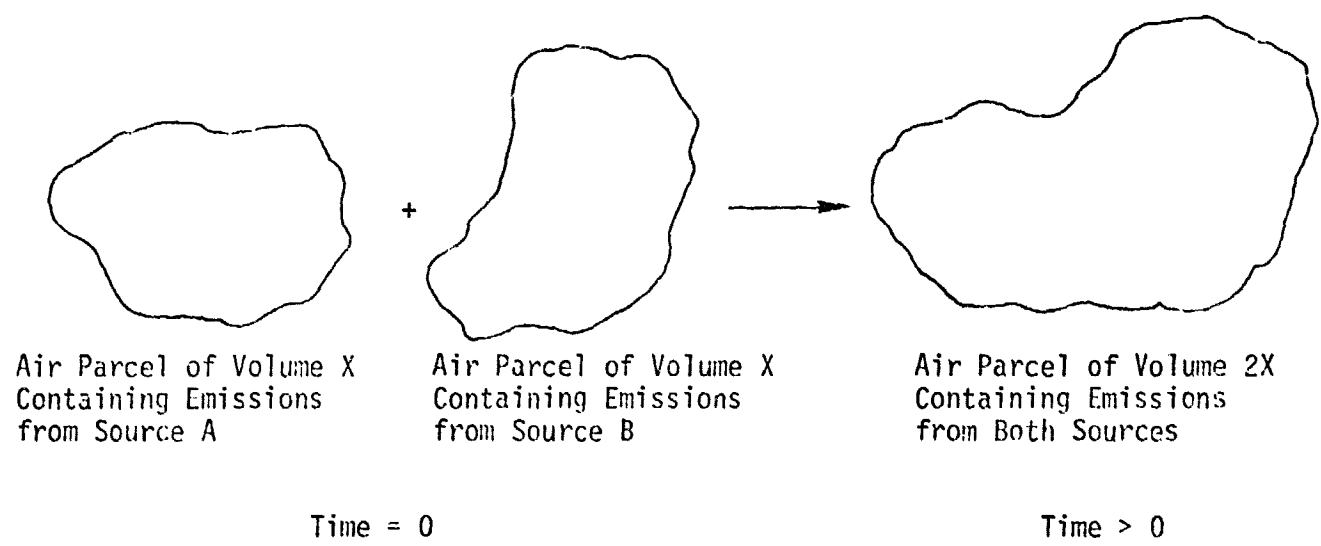 +
Air Parcel of Volume X
Containing Emissions
from Source A
Air Parcel of Volume X
Containing Emissions
from Source B
Air Parcel of Volume 2X
Containing Emissions
from Both Sources
Time = 0
Time > 0